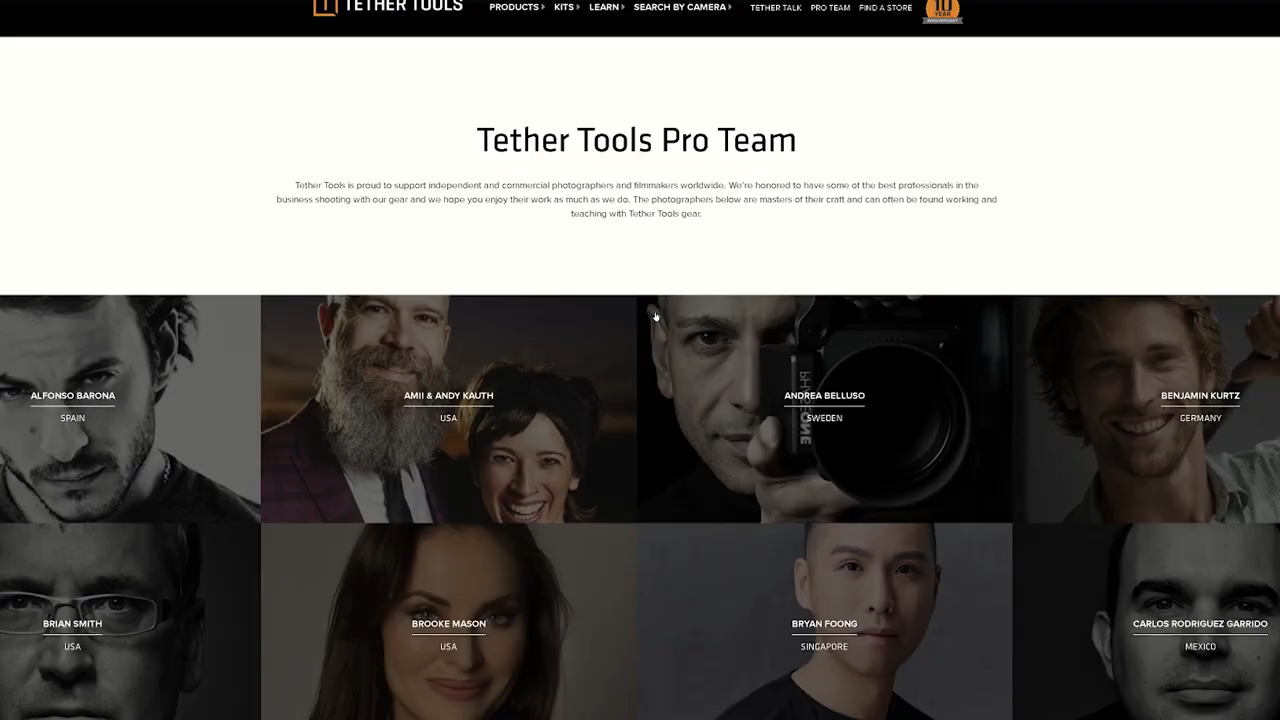 TETHER TOOLS
PRODUCTS
KITS
LEARN
SEARCH BY CAMERA
TETHER TALK
PRO TEAM
FIND A STORE
10
YEAR
Tether Tools Pro Team
Tether Tools is proud to support independent and commercial photographers and filmmakers worldwide. We're honored to have some of the best professionals in the
business shooting with our gear and we hope you enjoy their work as much as we do. The photographers below are masters of their craft and can often be found working and
teaching with Tether Tools gear.
ALFONSO BARONA
SPAIN
AMII & ANDY KAUTH
USA
ANDREA BELLUSO
SWEDEN
BENJAMIN KURTZ
GERMANY
PHASEONE
BRIAN SMITH
USA
BROOKE MASON
USA
BRYAN FOONG
SINGAPORE
CARLOS RODRIGUEZ GARRIDO
MEXICO